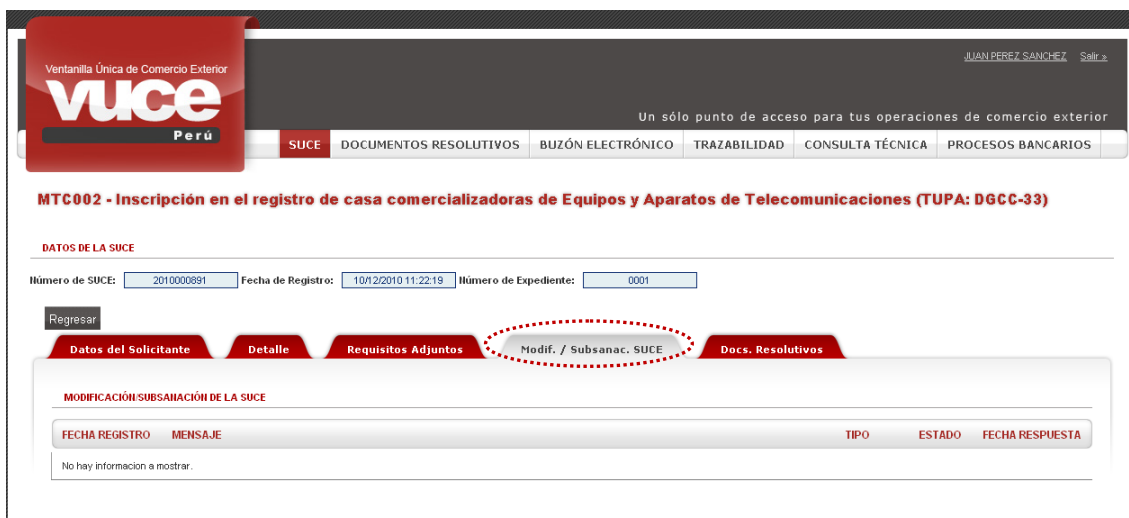 JUAN PEREZ SANCHEZ Salir »
Ventanilla Única de Comercio Exterior
vuce
Perú
Un sólo punto de acceso para tus operaciones de comercio exterior
SUCE DOCUMENTOS RESOLUTIVOS BUZÓN ELECTRÓNICO TRAZABILIDAD CONSULTA TÉCNICA PROCESOS BANCARIOS
MTC002 - Inscripción en el registro de casa comercializadoras de Equipos y Aparatos de Telecomunicaciones (TUPA: DGCC-33)
DATOS DE LA SUCE
Número de SUCE: 2010000891 Fecha de Registro: 10/12/2010 11:22:19 Número de Expediente: 0001
Regresar
Datos del Solicitante Detalle Requisitos Adjuntos Modif. / Subsanac. SUCE Docs. Resolutivos
MODIFICACIÓN/SUBSANACIÓN DE LA SUCE
FECHA REGISTRO MENSAJE TIPO ESTADO FECHA RESPUESTA
No hay informacion a mostrar.